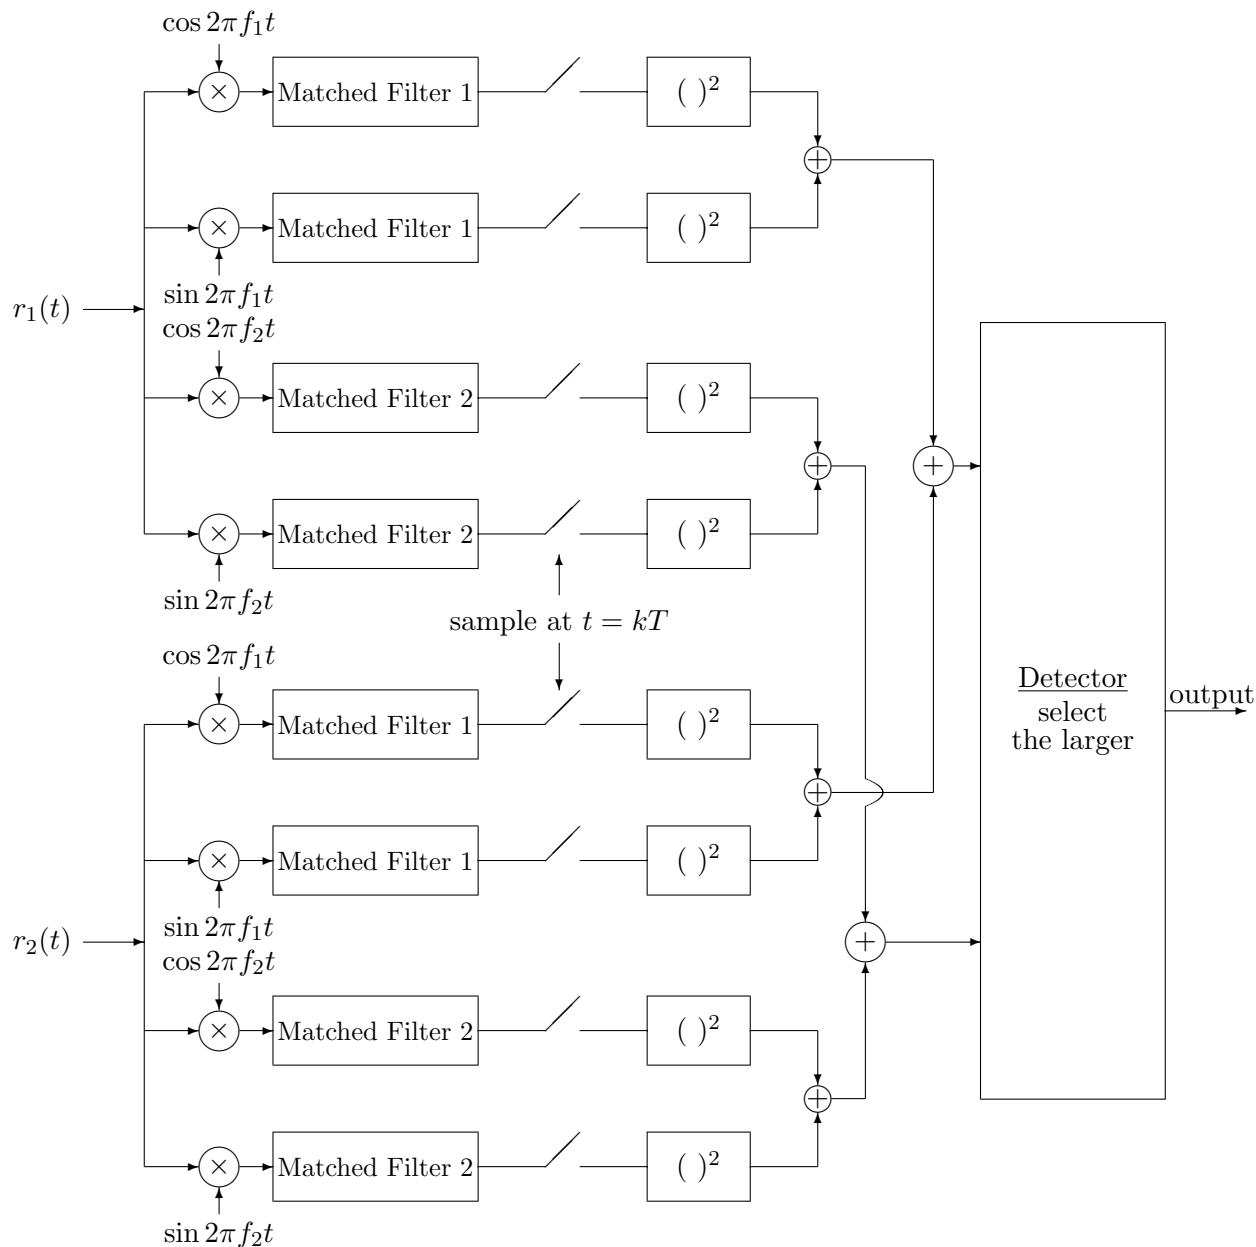 cos 2πf₁t
Matched Filter 1
( )²
Matched Filter 1
( )²
sin 2πf₁t
r₁(t)
cos 2πf₂t
Matched Filter 2
( )²
Matched Filter 2
( )²
sin 2πf₂t
sample at t = kT
cos 2πf₁t
Matched Filter 1
( )²
Detector
select
the larger
output
Matched Filter 1
( )²
sin 2πf₁t
r₂(t)
cos 2πf₂t
Matched Filter 2
( )²
Matched Filter 2
( )²
sin 2πf₂t